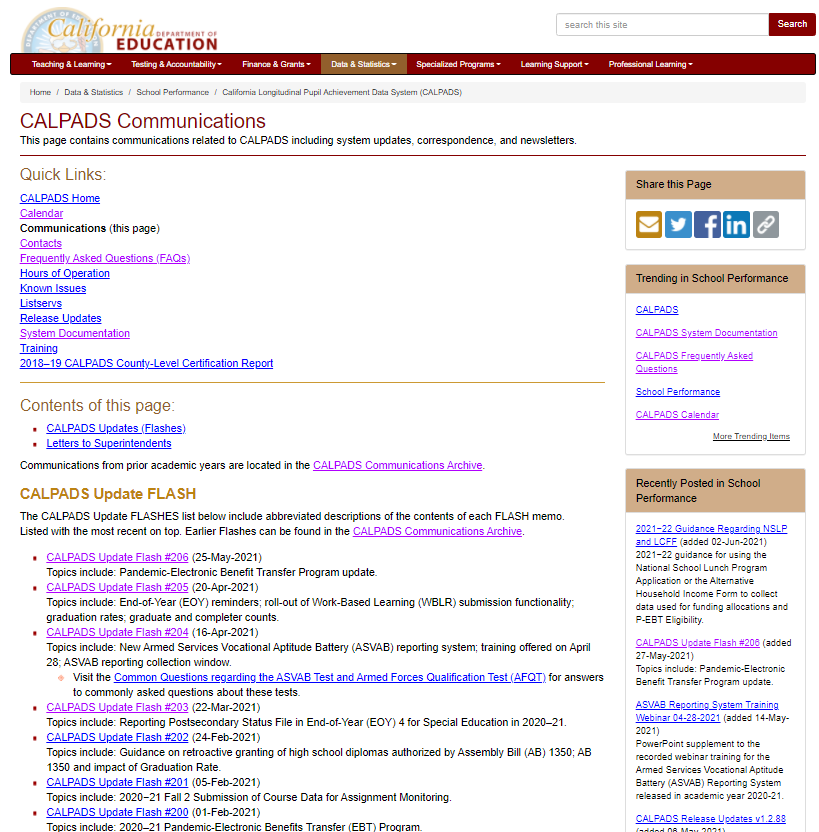 California DEPARTMENT OF
EDUCATION
search this site
Search
Teaching & Learning
Testing & Accountability
Finance & Grants
Data & Statistics
Specialized Programs
Learning Support
Professional Learning
Home / Data & Statistics / School Performance / California Longitudinal Pupil Achievement Data System (CALPADS)
CALPADS Communications
This page contains communications related to CALPADS including system updates, correspondence, and newsletters.
Quick Links:
CALPADS Home
Calendar
Communications (this page)
Contacts
Frequently Asked Questions (FAQs)
Hours of Operation
Known Issues
Listservs
Release Updates
System Documentation
Training
2018–19 CALPADS County-Level Certification Report
Contents of this page:
CALPADS Updates (Flashes)
Letters to Superintendents
Communications from prior academic years are located in the CALPADS Communications Archive.
CALPADS Update FLASH
The CALPADS Update FLASHES list below include abbreviated descriptions of the contents of each FLASH memo.
Listed with the most recent on top. Earlier Flashes can be found in the CALPADS Communications Archive.
CALPADS Update Flash #206 (25-May-2021)
Topics include: Pandemic-Electronic Benefit Transfer Program update.
CALPADS Update Flash #205 (20-Apr-2021)
Topics include: End-of-Year (EOY) reminders; roll-out of Work-Based Learning (WBLR) submission functionality;
graduation rates; graduate and completer counts.
CALPADS Update Flash #204 (16-Apr-2021)
Topics include: New Armed Services Vocational Aptitude Battery (ASVAB) reporting system; training offered on April
28; ASVAB reporting collection window.
Visit the Common Questions regarding the ASVAB Test and Armed Forces Qualification Test (AFQT) for answers
to commonly asked questions about these tests.
CALPADS Update Flash #203 (22-Mar-2021)
Topics include: Reporting Postsecondary Status File in End-of-Year (EOY) 4 for Special Education in 2020–21.
CALPADS Update Flash #202 (24-Feb-2021)
Topics include: Guidance on retroactive granting of high school diplomas authorized by Assembly Bill (AB) 1350; AB
1350 and impact of Graduation Rate.
CALPADS Update Flash #201 (05-Feb-2021)
Topics include: 2020−21 Fall 2 Submission of Course Data for Assignment Monitoring.
CALPADS Update Flash #200 (01-Feb-2021)
Topics include: 2020–21 Pandemic-Electronic Benefits Transfer (EBT) Program.
Share this Page
Trending in School Performance
CALPADS
CALPADS System Documentation
CALPADS Frequently Asked
Questions
School Performance
CALPADS Calendar
More Trending Items
Recently Posted in School
Performance
2021−22 Guidance Regarding NSLP
and LCFF (added 02-Jun-2021)
2021−22 guidance for using the
National School Lunch Program
Application or the Alternative
Household Income Form to collect
data used for funding allocations and
P-EBT Eligibility.
CALPADS Update Flash #206 (added
27-May-2021)
Topics include: Pandemic-Electronic
Benefit Transfer Program update.
ASVAB Reporting System Training
Webinar 04-28-2021 (added 14-May-
2021)
PowerPoint supplement to the
recorded webinar training for the
Armed Services Vocational Aptitude
Battery (ASVAB) Reporting System
released in academic year 2020-21.
CALPADS Release Updates v1.2.88
(added 06-May-2021)